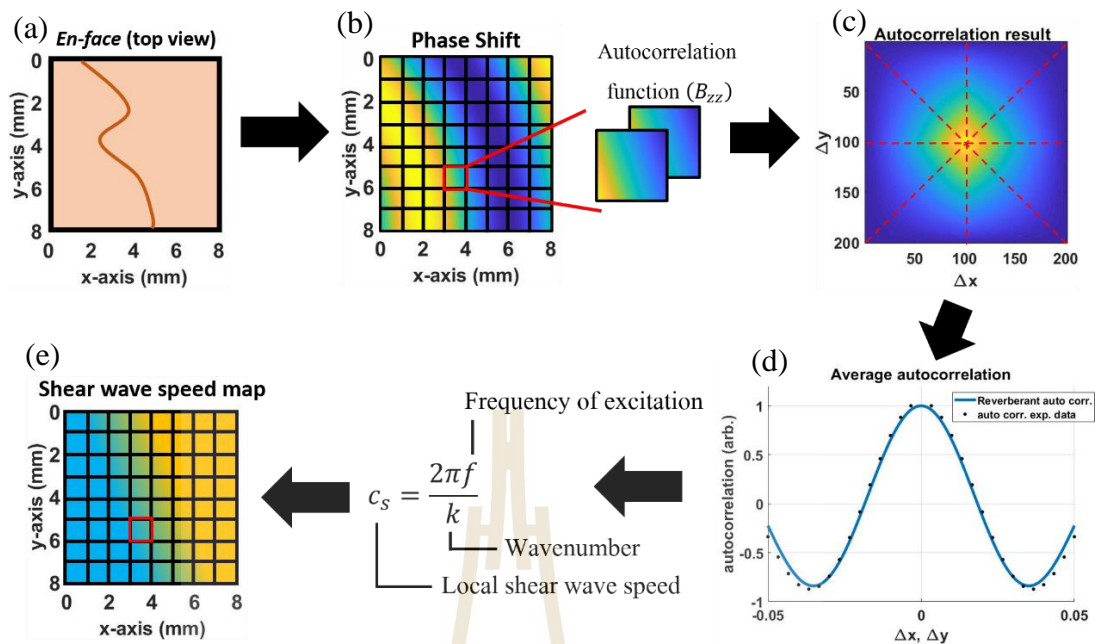 (a)
En-face (top view)
0
2
4
6
8
y-axis (mm)
0 2 4 6 8
x-axis (mm)
(b)
Phase Shift
0
2
4
6
8
y-axis (mm)
0 2 4 6 8
x-axis (mm)
Autocorrelation
function (B_zz)
(c)
Autocorrelation result
50
100
150
200
Δy
50 100 150 200
Δx
(d)
Average autocorrelation
Reverberant auto corr.
auto corr. exp. data
1
0.5
0
-0.5
-1
autocorrelation (arb.)
-0.05 0 0.05
Δx, Δy
Frequency of excitation
c_s = 2πf / k
Wavenumber
Local shear wave speed
(e)
Shear wave speed map
0
2
4
6
8
y-axis (mm)
0 2 4 6 8
x-axis (mm)